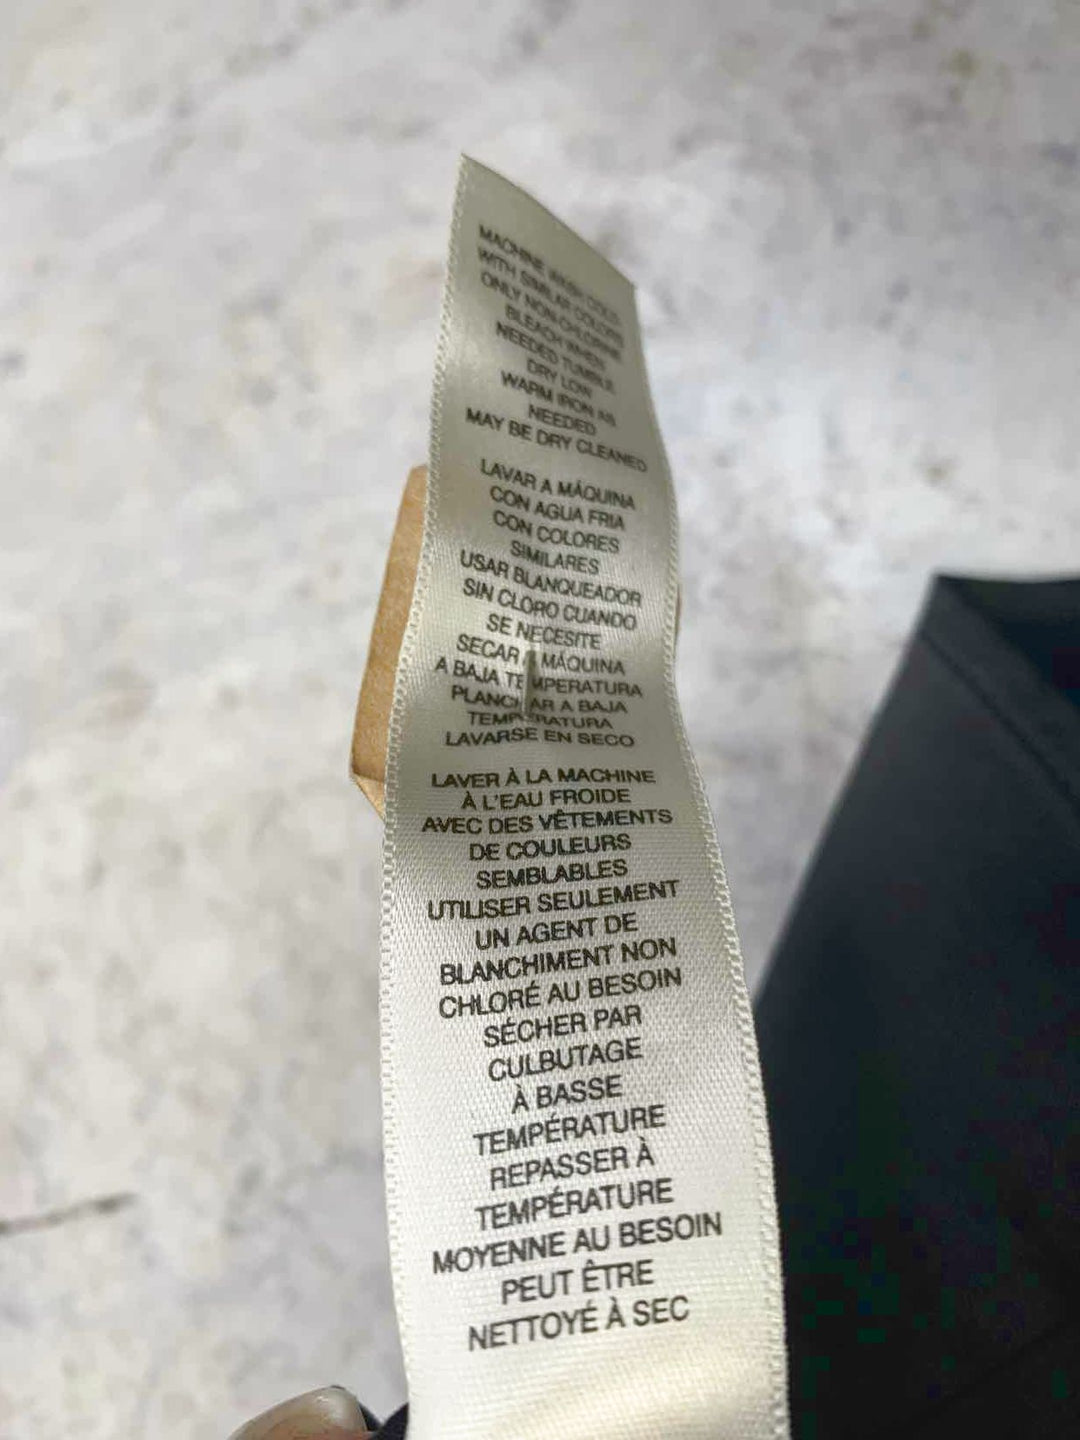 MACHINE WASH COLD
WITH SIMILAR COLORS
ONLY NON-CHLORINE
BLEACH WHEN
NEEDED TUMBLE
DRY LOW
WARM IRON AS
NEEDED
MAY BE DRY CLEANED
LAVAR A MÁQUINA
CON AGUA FRIA
CON COLORES
SIMILARES
USAR BLANQUEADOR
SIN CLORO CUANDO
SE NECESITE
SECAR A MÁQUINA
A BAJA TEMPERATURA
PLANCHAR A BAJA
TEMPERATURA
LAVARSE EN SECO
LAVER À LA MACHINE
À L'EAU FROIDE
AVEC DES VÊTEMENTS
DE COULEURS
SEMBLABLES
UTILISER SEULEMENT
UN AGENT DE
BLANCHIMENT NON
CHLORÉ AU BESOIN
SÉCHER PAR
CULBUTAGE
À BASSE
TEMPÉRATURE
REPASSER À
TEMPÉRATURE
MOYENNE AU BESOIN
PEUT ÊTRE
NETTOYÉ À SEC